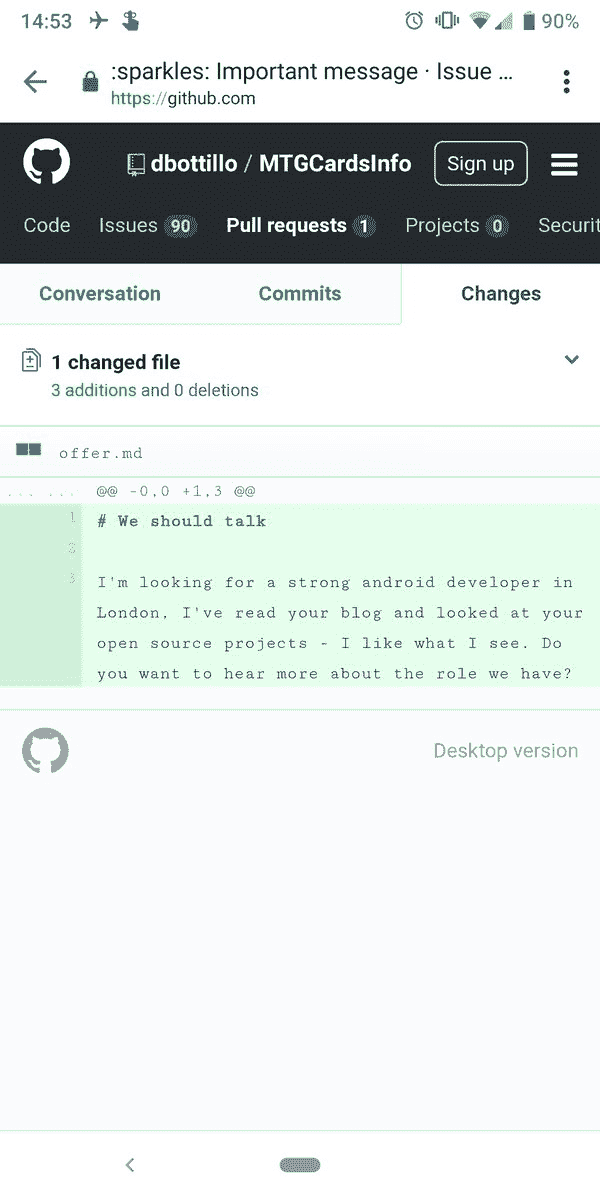 14:53 90%
:sparkles: Important message · Issue ...
https://github.com
dbottillo / MTGCardsInfo Sign up
Code Issues 90 Pull requests 1 Projects 0 Securit
Conversation Commits Changes
1 changed file
3 additions and 0 deletions
offer.md
... ... @@ -0,0 +1,3 @@
1 # We should talk
2
3 I'm looking for a strong android developer in
London, I've read your blog and looked at your
open source projects - I like what I see. Do
you want to hear more about the role we have?
Desktop version